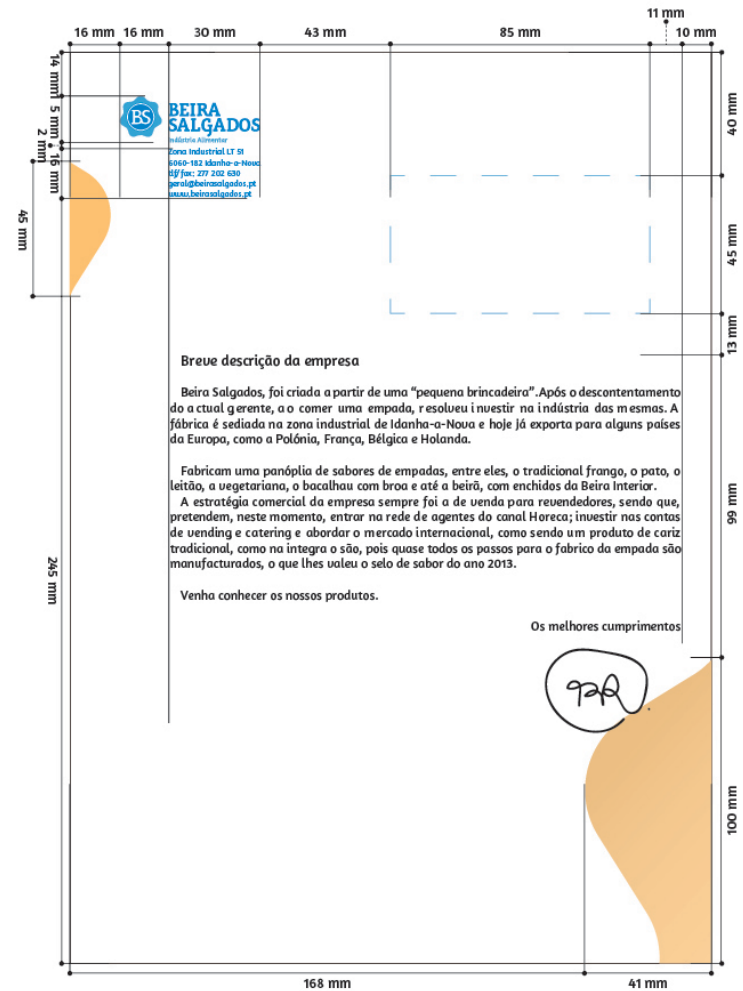 11 mm
16 mm 16 mm 30 mm 43 mm 85 mm 10 mm
14 mm
5 mm
2 mm
16 mm
45 mm
245 mm
BS
BEIRA
SALGADOS
Indústria Alimentar
Zona Industrial LT 51
6060-182 Idanha-a-Nova
tlf/fax: 277 202 630
geral@beirasalgados.pt
www.beirasalgados.pt
40 mm
45 mm
13 mm
99 mm
100 mm
Breve descrição da empresa
Beira Salgados, foi criada a partir de uma “pequena brincadeira”. Após o descontentamento
do actual gerente, ao comer uma empada, resolveu investir na indústria das mesmas. A
fábrica é sediada na zona industrial de Idanha-a-Nova e hoje já exporta para alguns países
da Europa, como a Polónia, França, Bélgica e Holanda.
Fabricam uma panóplia de sabores de empadas, entre eles, o tradicional frango, o pato, o
leitão, a vegetariana, o bacalhau com broa e até a beirã, com enchidos da Beira Interior.
A estratégia comercial da empresa sempre foi a de venda para revendedores, sendo que,
pretendem, neste momento, entrar na rede de agentes do canal Horeca; investir nas contas
de vending e catering e abordar o mercado internacional, como sendo um produto de cariz
tradicional, como na integra o são, pois quase todos os passos para o fabrico da empada são
manufacturados, o que lhes valeu o selo de sabor do ano 2013.
Venha conhecer os nossos produtos.
Os melhores cumprimentos
168 mm 41 mm